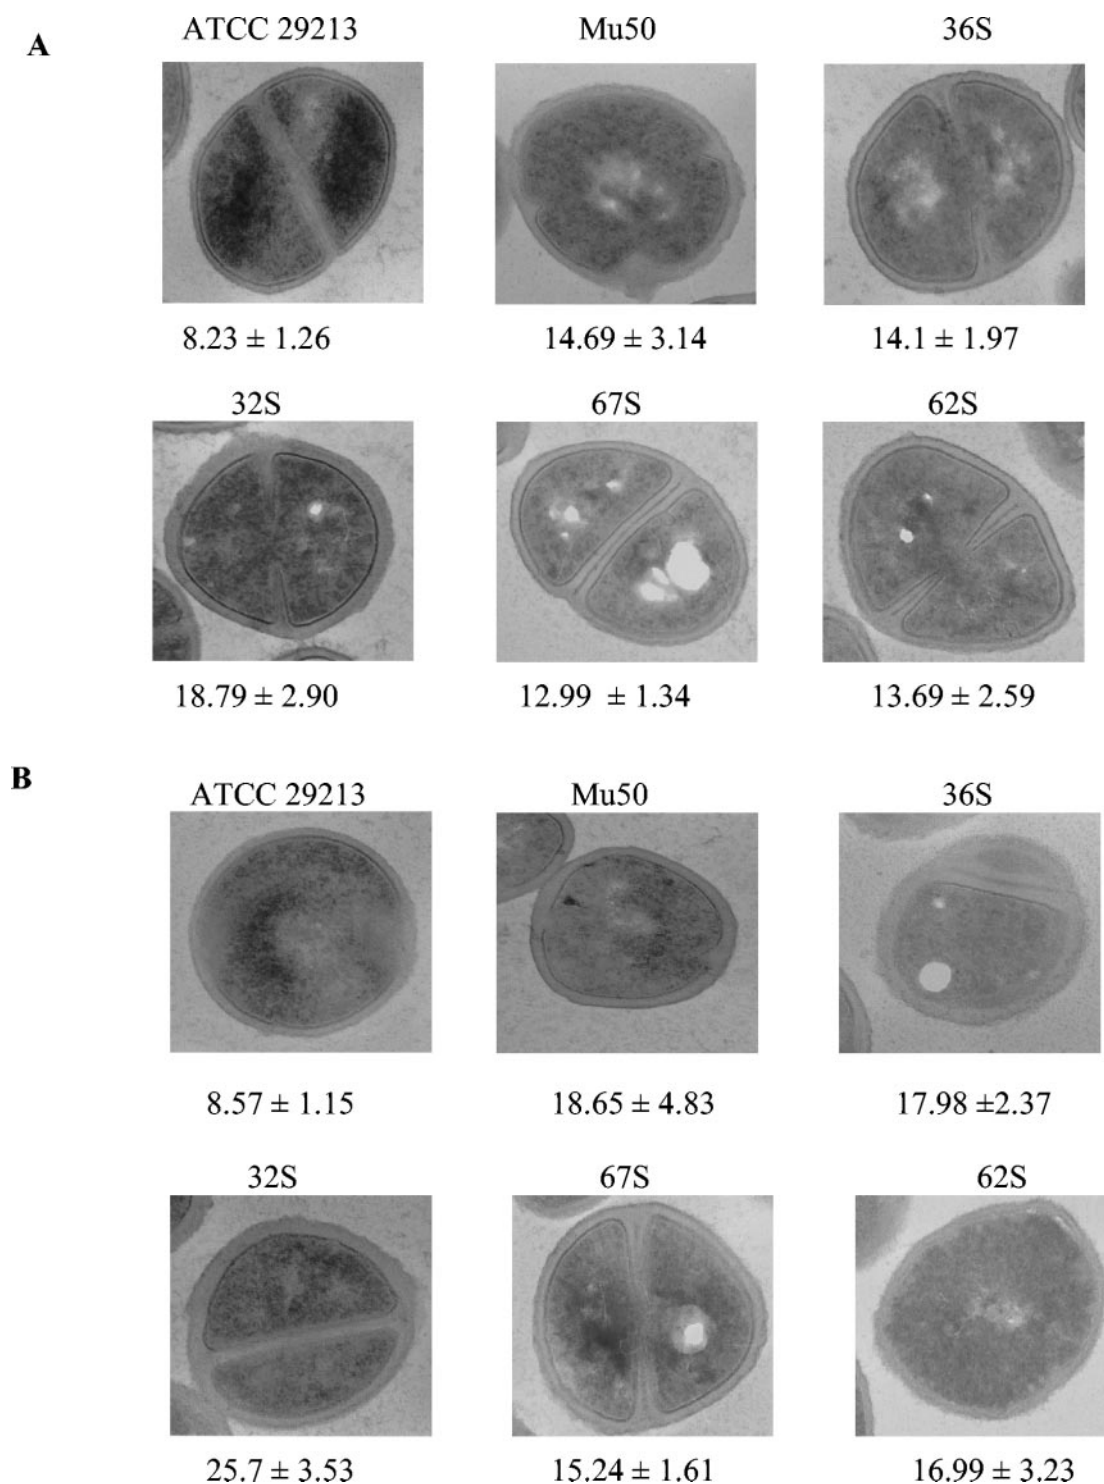 A
ATCC 29213 Mu50 36S
8.23 ± 1.26 14.69 ± 3.14 14.1 ± 1.97
32S 67S 62S
18.79 ± 2.90 12.99 ± 1.34 13.69 ± 2.59
B
ATCC 29213 Mu50 36S
8.57 ± 1.15 18.65 ± 4.83 17.98 ±2.37
32S 67S 62S
25.7 ± 3.53 15.24 ± 1.61 16.99 ± 3.23